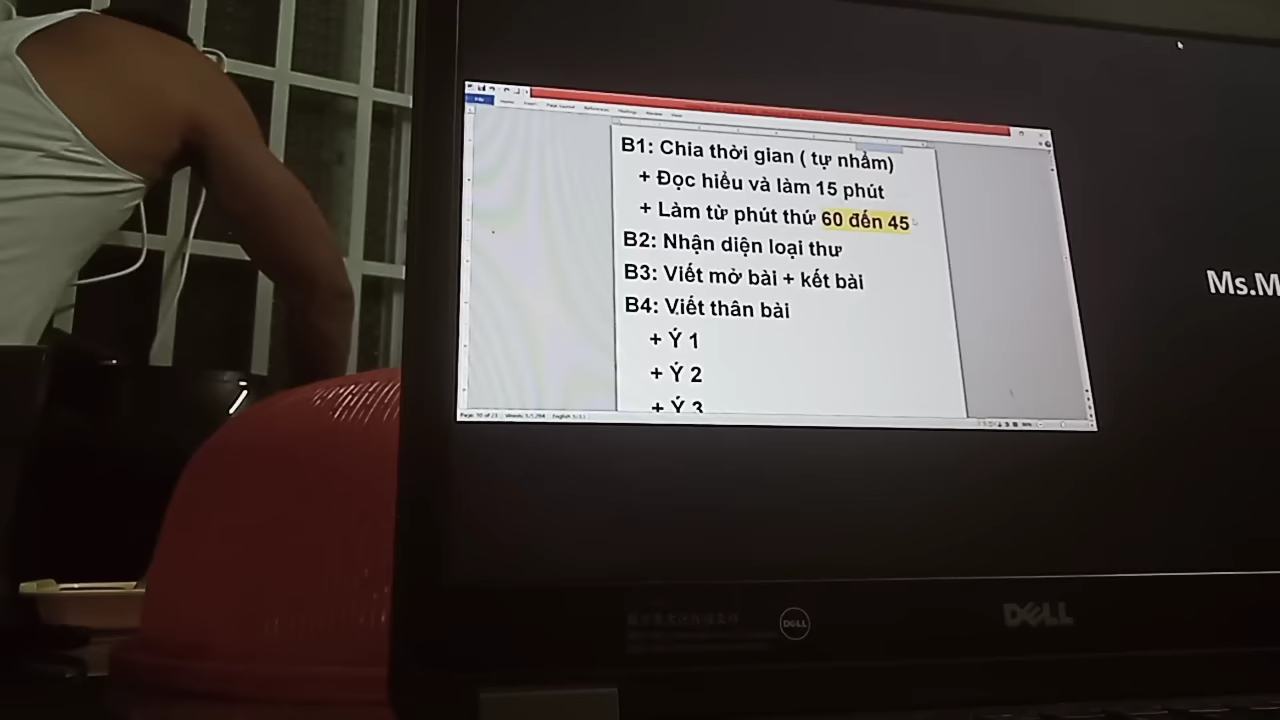 B1: Chia thời gian ( tự nhẩm)
+ Đọc hiểu và làm 15 phút
+ Làm từ phút thứ 60 đến 45
B2: Nhận diện loại thư
B3: Viết mở bài + kết bài
B4: Viết thân bài
+ Ý 1
+ Ý 2
+ Ý 3
Ms.M
DELL
DELL